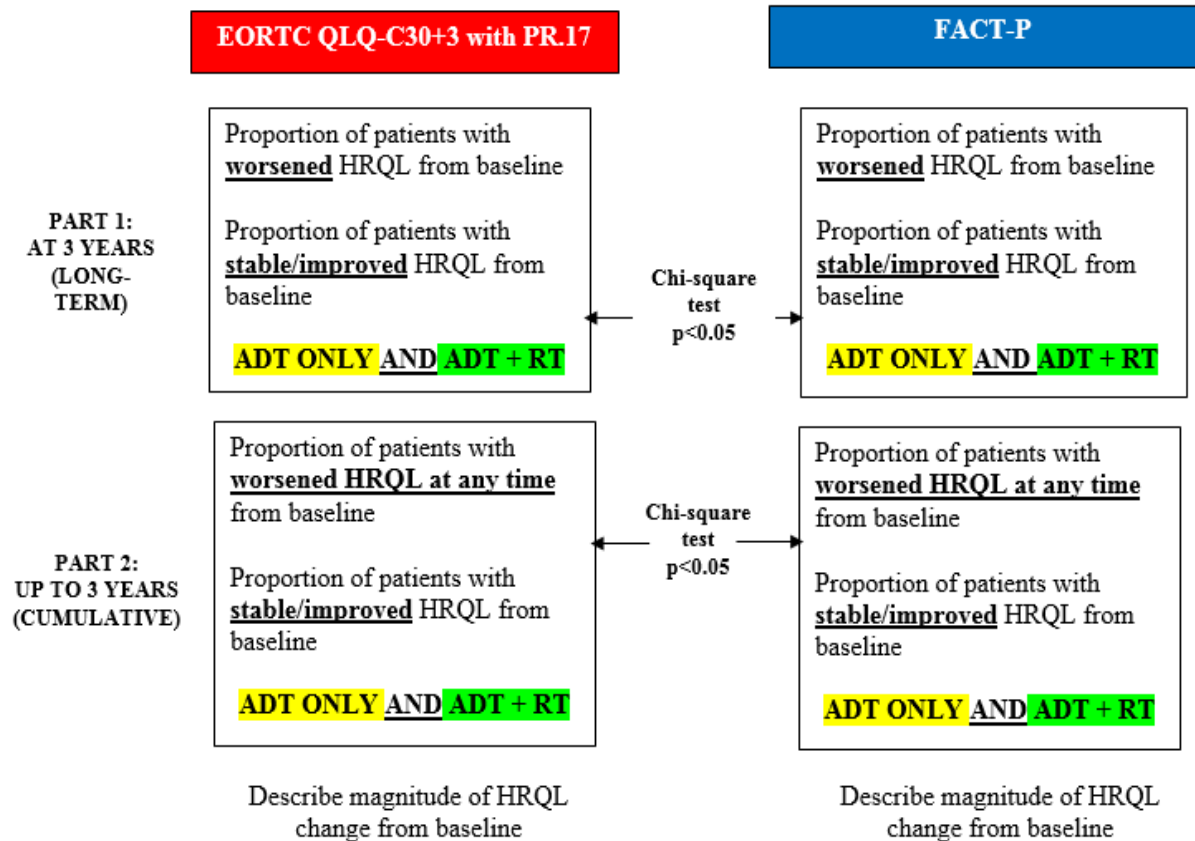 EORTC QLQ-C30+3 with PR.17
FACT-P
PART 1:
AT 3 YEARS
(LONG-
TERM)
Proportion of patients with
worsened HRQL from baseline
Proportion of patients with
stable/improved HRQL from
baseline
ADT ONLY AND ADT + RT
Chi-square
test
p<0.05
Proportion of patients with
worsened HRQL from baseline
Proportion of patients with
stable/improved HRQL from
baseline
ADT ONLY AND ADT + RT
PART 2:
UP TO 3 YEARS
(CUMULATIVE)
Proportion of patients with
worsened HRQL at any time
from baseline
Proportion of patients with
stable/improved HRQL from
baseline
ADT ONLY AND ADT + RT
Chi-square
test
p<0.05
Proportion of patients with
worsened HRQL at any time
from baseline
Proportion of patients with
stable/improved HRQL from
baseline
ADT ONLY AND ADT + RT
Describe magnitude of HRQL
change from baseline
Describe magnitude of HRQL
change from baseline